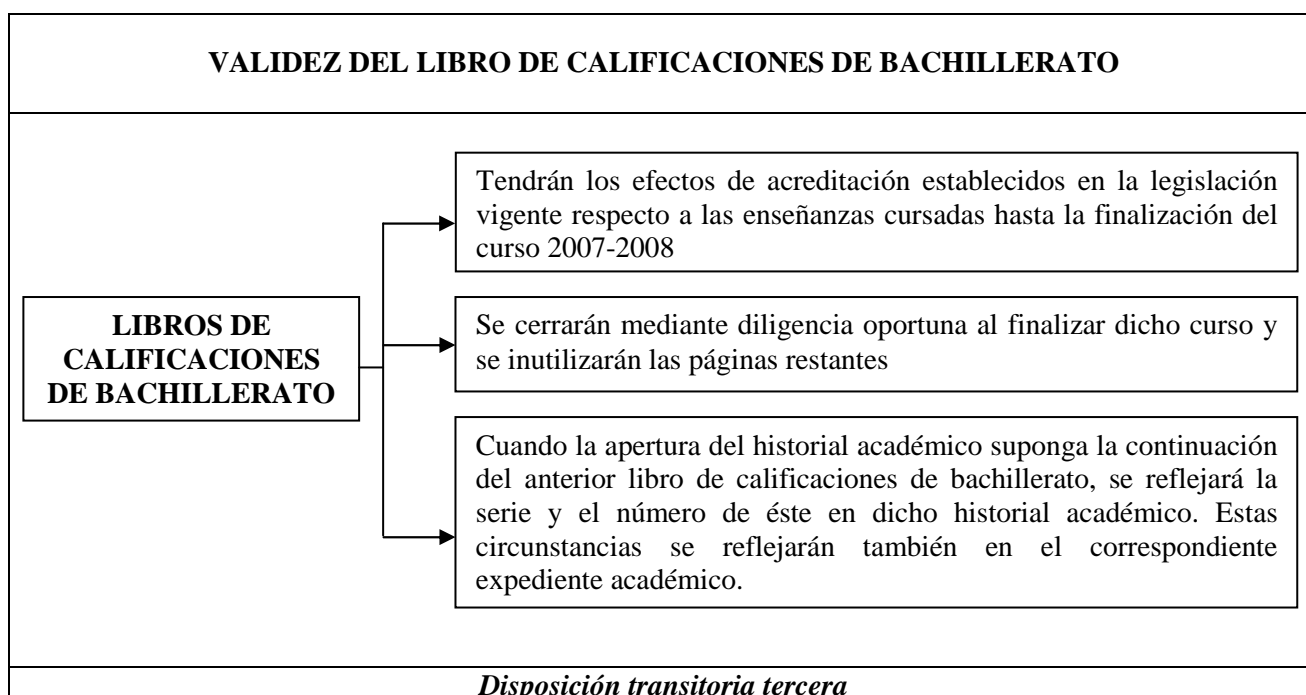 VALIDEZ DEL LIBRO DE CALIFICACIONES DE BACHILLERATO
LIBROS DE
CALIFICACIONES
DE BACHILLERATO
Tendrán los efectos de acreditación establecidos en la legislación
vigente respecto a las enseñanzas cursadas hasta la finalización del
curso 2007-2008
Se cerrarán mediante diligencia oportuna al finalizar dicho curso y
se inutilizarán las páginas restantes
Cuando la apertura del historial académico suponga la continuación
del anterior libro de calificaciones de bachillerato, se reflejará la
serie y el número de éste en dicho historial académico. Estas
circunstancias se reflejarán también en el correspondiente
expediente académico.
Disposición transitoria tercera